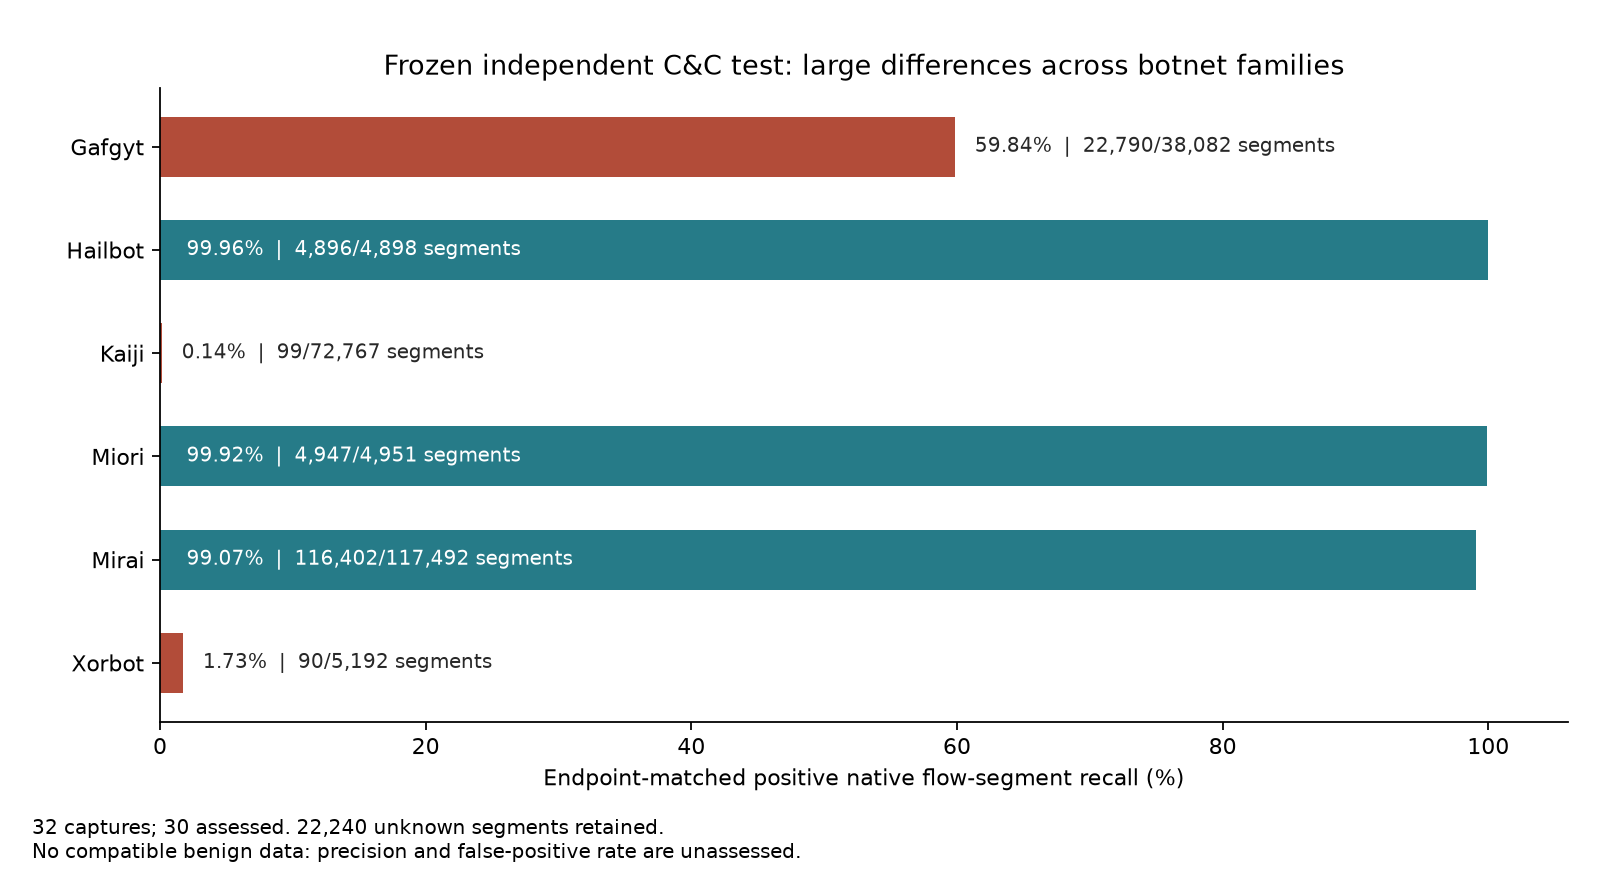 Frozen independent C&C test: large differences across botnet families
Gafgyt
59.84% | 22,790/38,082 segments
Hailbot
99.96% | 4,896/4,898 segments
Kaiji
0.14% | 99/72,767 segments
Miori
99.92% | 4,947/4,951 segments
Mirai
99.07% | 116,402/117,492 segments
Xorbot
1.73% | 90/5,192 segments
0 20 40 60 80 100
Endpoint-matched positive native flow-segment recall (%)
32 captures; 30 assessed. 22,240 unknown segments retained.
No compatible benign data: precision and false-positive rate are unassessed.